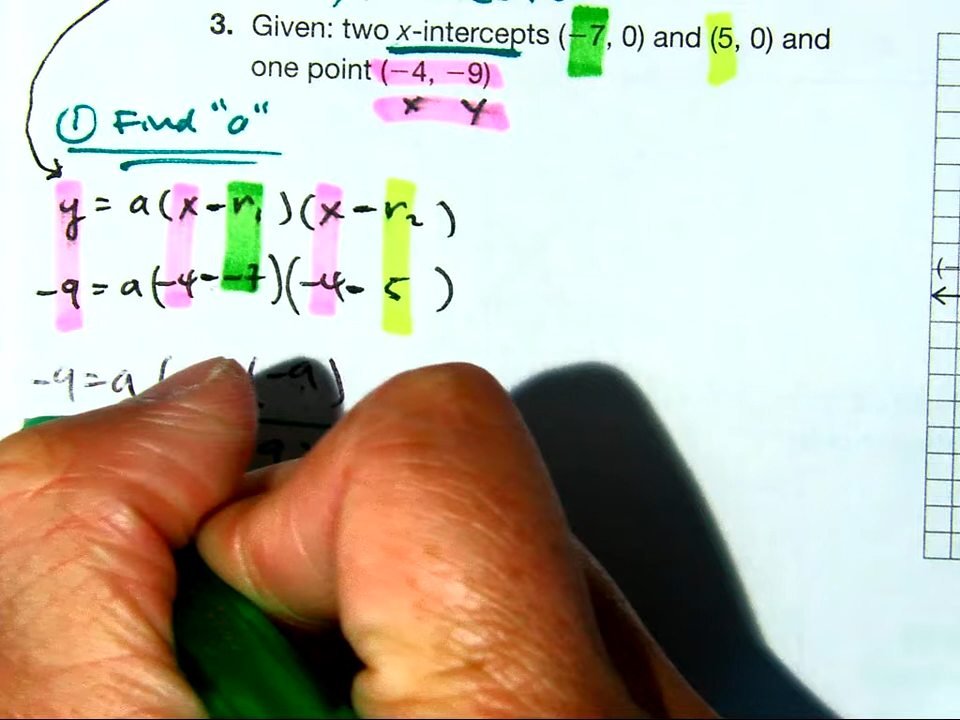 3. Given: two x-intercepts (−7, 0) and (5, 0) and
one point (−4, −9)
x y
① Find "a"
y = a(x-r₁)(x-r₂)
-9 = a(-4--7)(-4-5)
-9=a( (-9)